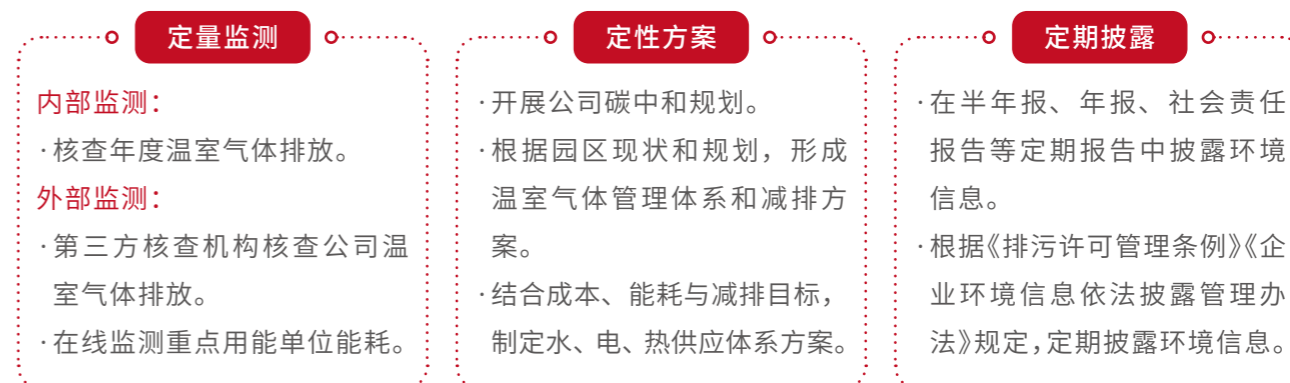 定量监测
内部监测：
·核查年度温室气体排放。
外部监测：
·第三方核查机构核查公司温
室气体排放。
·在线监测重点用能单位能耗。
定性方案
·开展公司碳中和规划。
·根据园区现状和规划，形成
温室气体管理体系和减排方
案。
·结合成本、能耗与减排目标，
制定水、电、热供应体系方案。
定期披露
·在半年报、年报、社会责任
报告等定期报告中披露环境
信息。
·根据《排污许可管理条例》《企
业环境信息依法披露管理办
法》规定，定期披露环境信息。